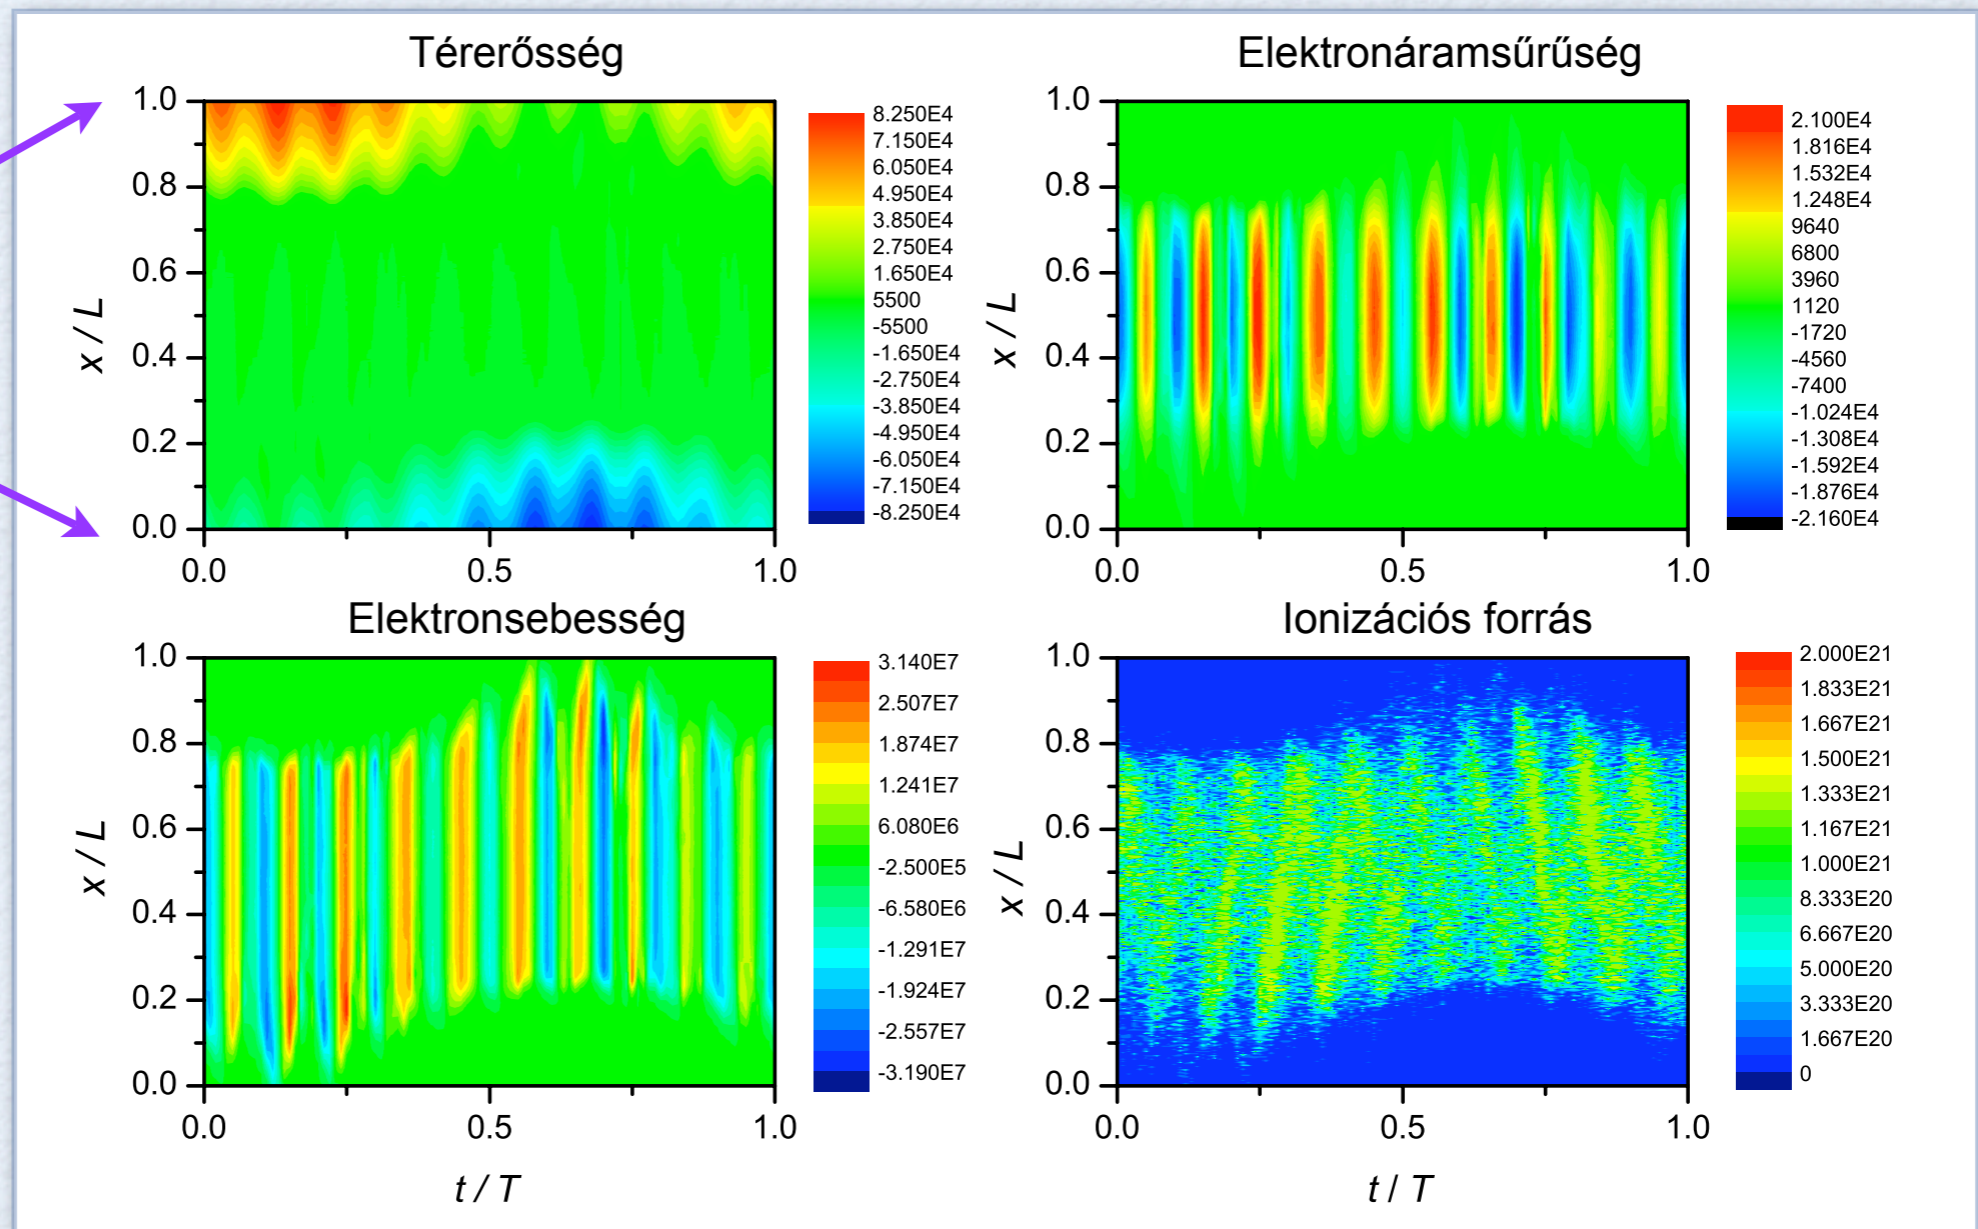 Térerősség
1.0
0.8
0.6
0.4
0.2
0.0
x / L
0.0
0.5
1.0
8.250E4
7.150E4
6.050E4
4.950E4
3.850E4
2.750E4
1.650E4
5500
-5500
-1.650E4
-2.750E4
-3.850E4
-4.950E4
-6.050E4
-7.150E4
-8.250E4
Elektronáramsűrűség
1.0
0.8
0.6
0.4
0.2
0.0
x / L
0.0
0.5
1.0
2.100E4
1.816E4
1.532E4
1.248E4
9640
6800
3960
1120
-1720
-4560
-7400
-1.024E4
-1.308E4
-1.592E4
-1.876E4
-2.160E4
Elektronsebesség
1.0
0.8
0.6
0.4
0.2
0.0
x / L
0.0
0.5
1.0
t / T
3.140E7
2.507E7
1.874E7
1.241E7
6.080E6
-2.500E5
-6.580E6
-1.291E7
-1.924E7
-2.557E7
-3.190E7
Ionizációs forrás
1.0
0.8
0.6
0.4
0.2
0.0
x / L
0.0
0.5
1.0
t / T
2.000E21
1.833E21
1.667E21
1.500E21
1.333E21
1.167E21
1.000E21
8.333E20
6.667E20
5.000E20
3.333E20
1.667E20
0